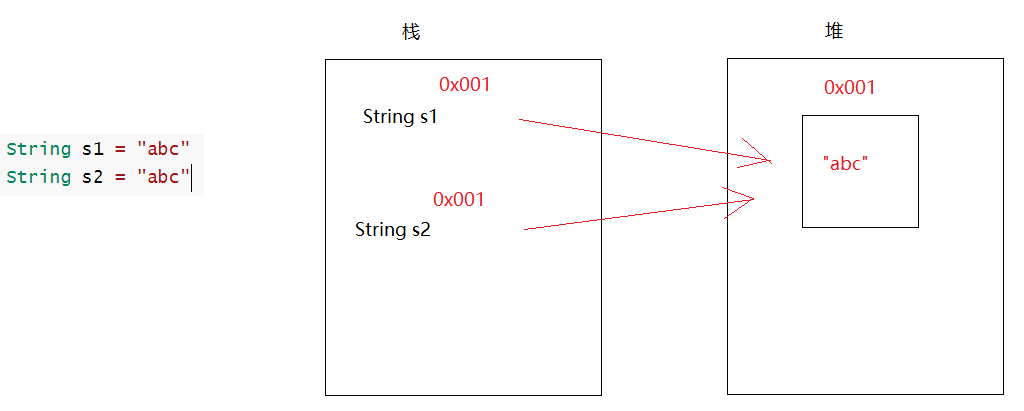 String s1 = "abc"
String s2 = "abc"
栈
0x001
String s1
0x001
String s2
堆
0x001
"abc"